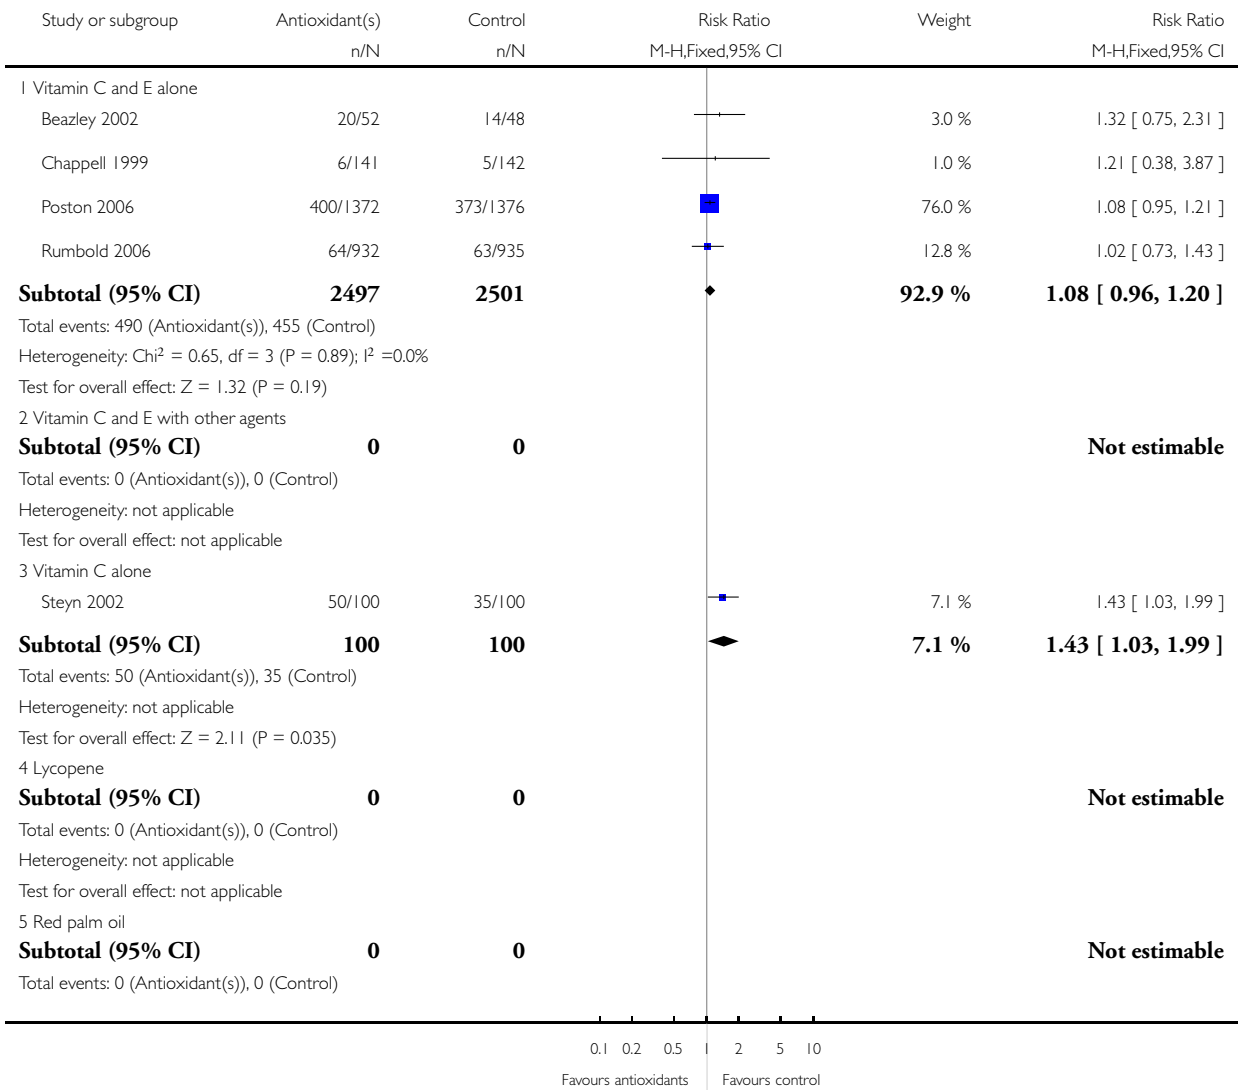 Study or subgroup Antioxidant(s) Control Risk Ratio Weight Risk Ratio
n/N n/N M-H,Fixed,95% CI M-H,Fixed,95% CI
1 Vitamin C and E alone
Beazley 2002 20/52 14/48 3.0 % 1.32 [ 0.75, 2.31 ]
Chappell 1999 6/141 5/142 1.0 % 1.21 [ 0.38, 3.87 ]
Poston 2006 400/1372 373/1376 76.0 % 1.08 [ 0.95, 1.21 ]
Rumbold 2006 64/932 63/935 12.8 % 1.02 [ 0.73, 1.43 ]
Subtotal (95% CI) 2497 2501 92.9 % 1.08 [ 0.96, 1.20 ]
Total events: 490 (Antioxidant(s)), 455 (Control)
Heterogeneity: Chi² = 0.65, df = 3 (P = 0.89); I² =0.0%
Test for overall effect: Z = 1.32 (P = 0.19)
2 Vitamin C and E with other agents
Subtotal (95% CI) 0 0 Not estimable
Total events: 0 (Antioxidant(s)), 0 (Control)
Heterogeneity: not applicable
Test for overall effect: not applicable
3 Vitamin C alone
Steyn 2002 50/100 35/100 7.1 % 1.43 [ 1.03, 1.99 ]
Subtotal (95% CI) 100 100 7.1 % 1.43 [ 1.03, 1.99 ]
Total events: 50 (Antioxidant(s)), 35 (Control)
Heterogeneity: not applicable
Test for overall effect: Z = 2.11 (P = 0.035)
4 Lycopene
Subtotal (95% CI) 0 0 Not estimable
Total events: 0 (Antioxidant(s)), 0 (Control)
Heterogeneity: not applicable
Test for overall effect: not applicable
5 Red palm oil
Subtotal (95% CI) 0 0 Not estimable
Total events: 0 (Antioxidant(s)), 0 (Control)
0.1 0.2 0.5 1 2 5 10
Favours antioxidants Favours control